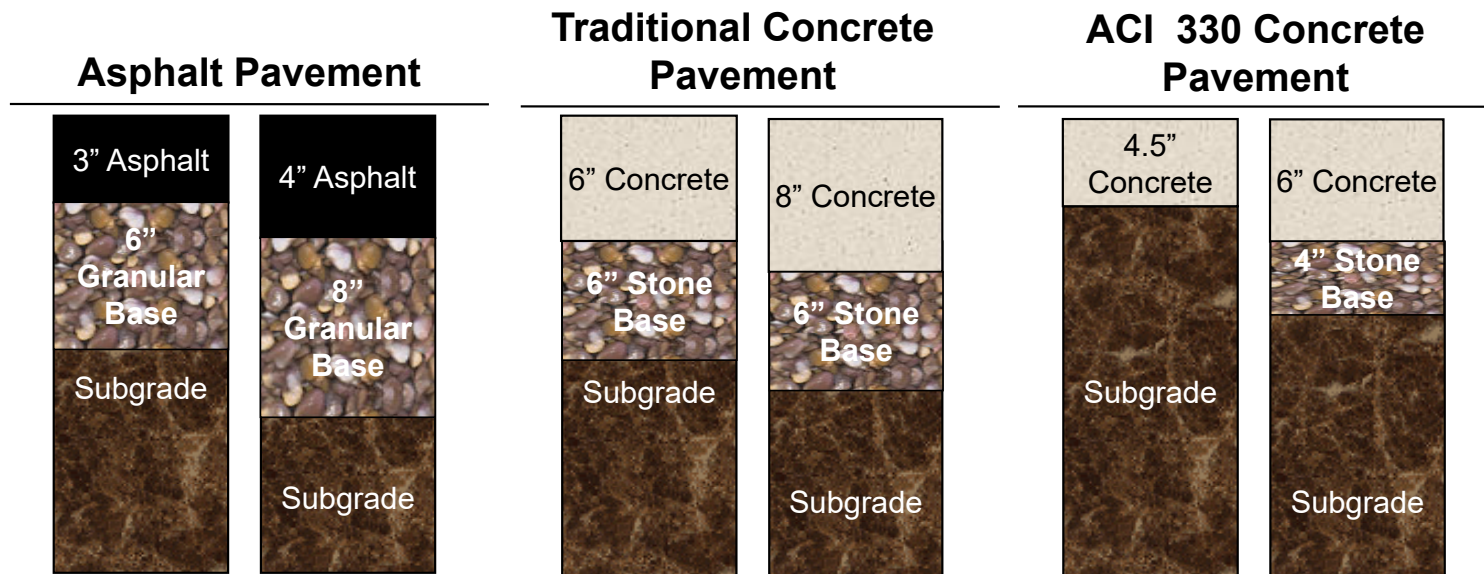 Asphalt Pavement
3” Asphalt
6”
Granular
Base
Subgrade
4” Asphalt
8”
Granular
Base
Subgrade
Traditional Concrete
Pavement
6” Concrete
6” Stone
Base
Subgrade
8” Concrete
6” Stone
Base
Subgrade
ACI 330 Concrete
Pavement
4.5”
Concrete
Subgrade
6” Concrete
4” Stone
Base
Subgrade